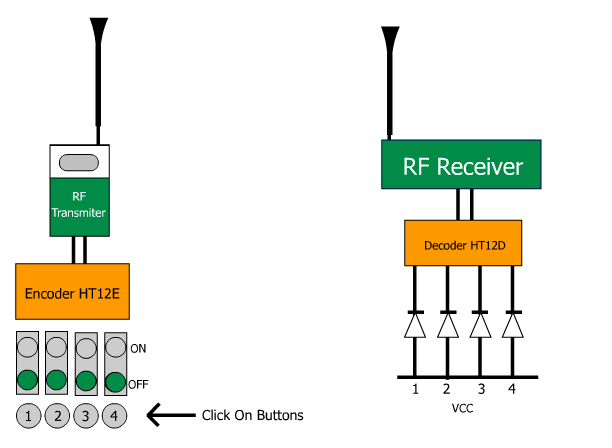 RF
Transmiter
Encoder HT12E
ON
OFF
1 2 3 4
Click On Buttons
RF Receiver
Decoder HT12D
1 2 3 4
VCC